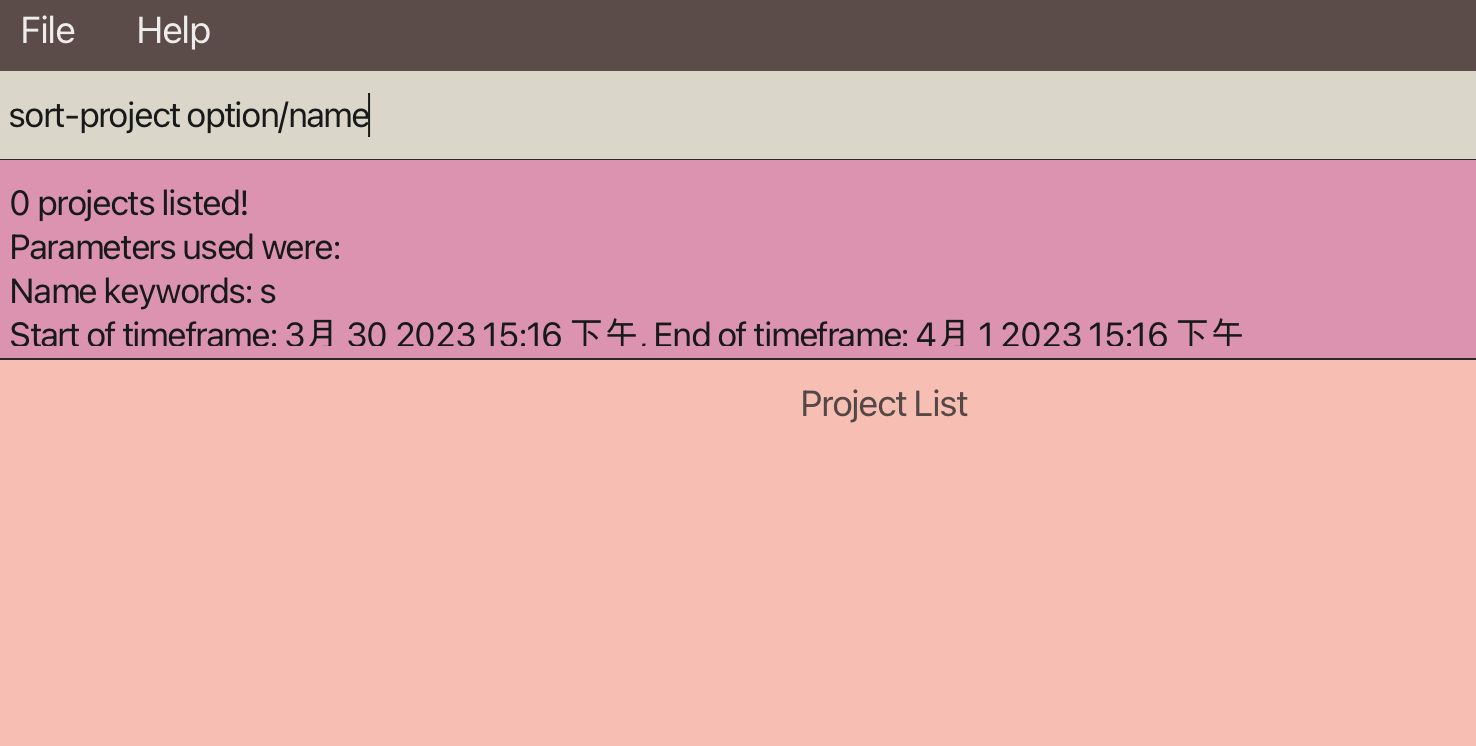 File Help
sort-project option/name
0 projects listed!
Parameters used were:
Name keywords: s
Start of timeframe: 3月 30 2023 15:16 下午, End of timeframe: 4月 1 2023 15:16 下午
Project List